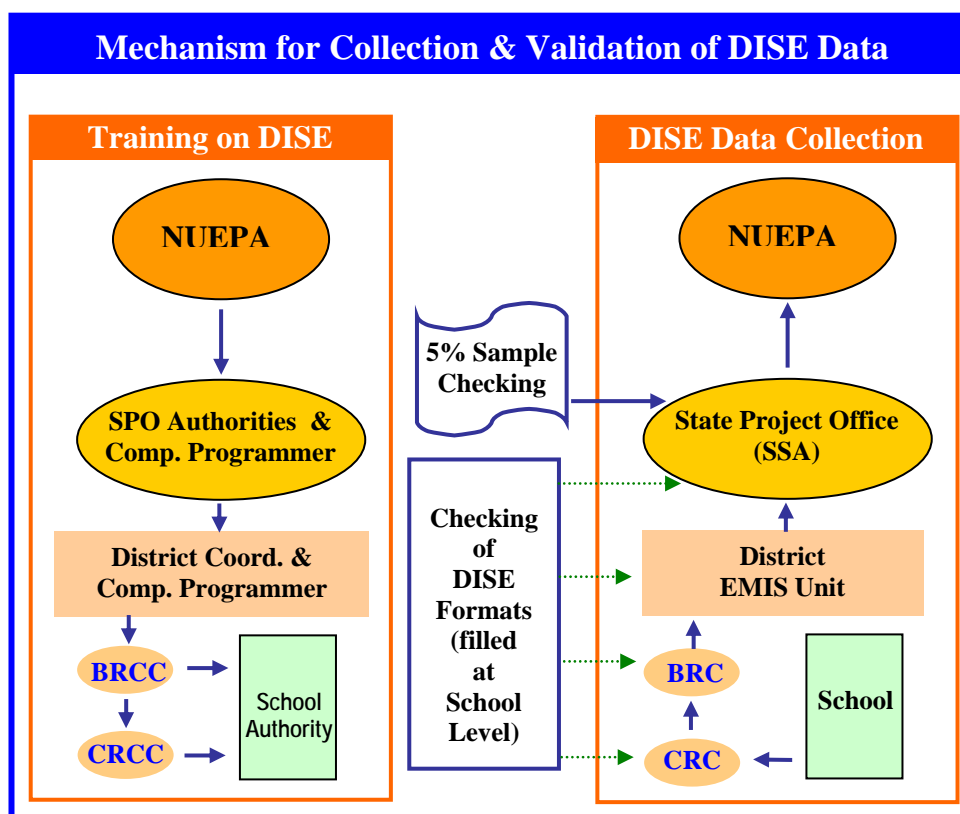 Mechanism for Collection & Validation of DISE Data
Training on DISE
NUEPA
SPO Authorities &
Comp. Programmer
District Coord. &
Comp. Programmer
BRCC
CRCC
School
Authority
5% Sample
Checking
Checking
of
DISE
Formats
(filled
at
School
Level)
DISE Data Collection
NUEPA
State Project Office
(SSA)
District
EMIS Unit
BRC
CRC
School